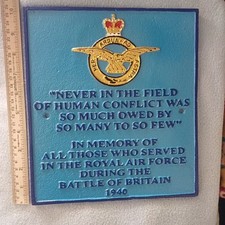 "NEVER IN THE FIELD
OF HUMAN CONFLICT WAS
SO MUCH OWED BY
SO MANY TO SO FEW"
IN MEMORY OF
ALL THOSE WHO SERVED
IN THE ROYAL AIR FORCE
DURING THE
BATTLE OF BRITAIN
1940